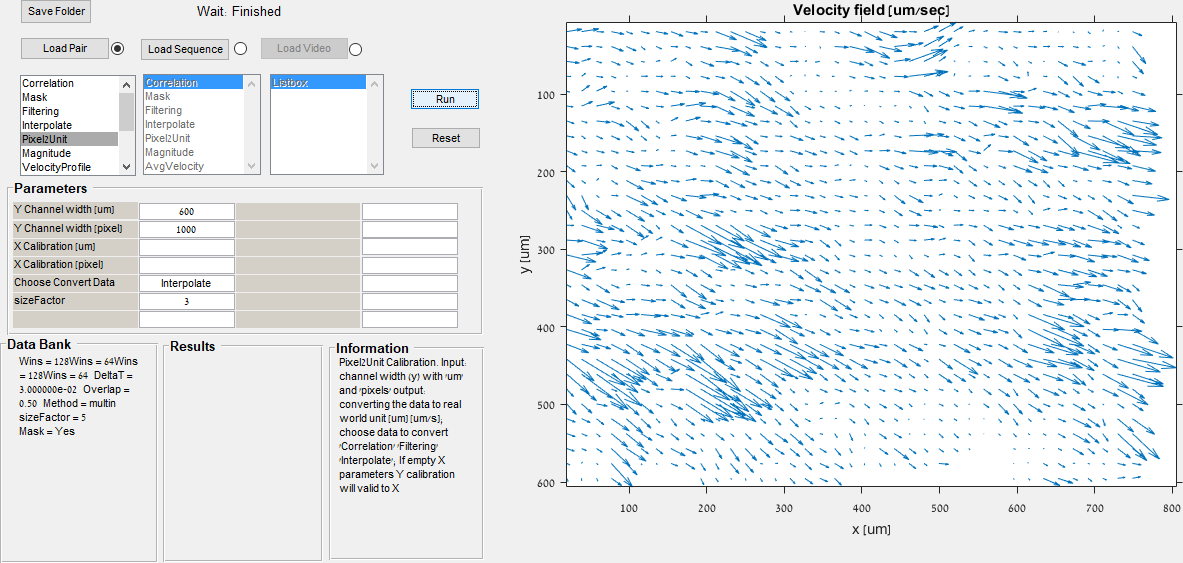 Save Folder
Wait: Finished
Load Pair
Load Sequence
Load Video
Correlation
Mask
Filtering
Interpolate
Pixel2Unit
Magnitude
VelocityProfile
Correlation
Mask
Filtering
Interpolate
Pixel2Unit
Magnitude
AvgVelocity
Listbox
Run
Reset
Parameters
Y Channel width [um]
600
Y Channel width [pixel]
1000
X Calibration [um]
X Calibration [pixel]
Choose Convert Data
Interpolate
sizeFactor
3
Data Bank
Wins = 128Wins = 64Wins
= 128Wins = 64 DeltaT =
3.000000e-02 Overlap =
0.50 Method = multin
sizeFactor = 5
Mask = Yes
Results
Information
Pixel2Unit Calibration. Input:
channel width (y) with 'um'
and 'pixels' output:
converting the data to real
world unit [um] [um/s];
choose data to convert
'Correlation' 'Filtering'
'Interpolate', If empty X
parameters Y calibration
will valid to X
Velocity field [um/sec]
y [um]
100
200
300
400
500
600
100
200
300
400
500
600
700
800
x [um]